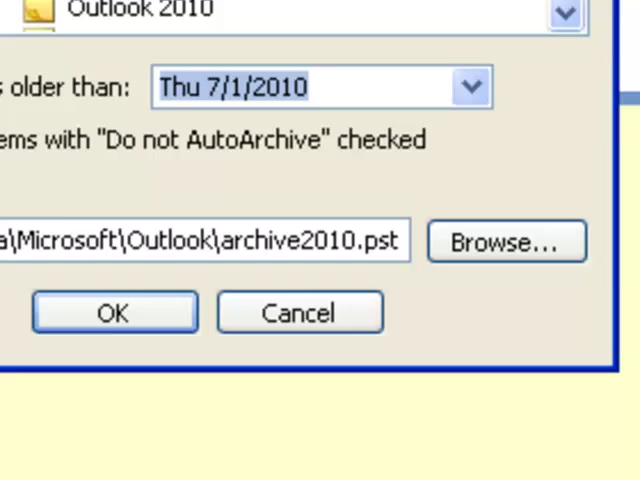 Outlook 2010
s older than: Thu 7/1/2010
ems with "Do not AutoArchive" checked
a\Microsoft\Outlook\archive2010.pst Browse...
OK Cancel